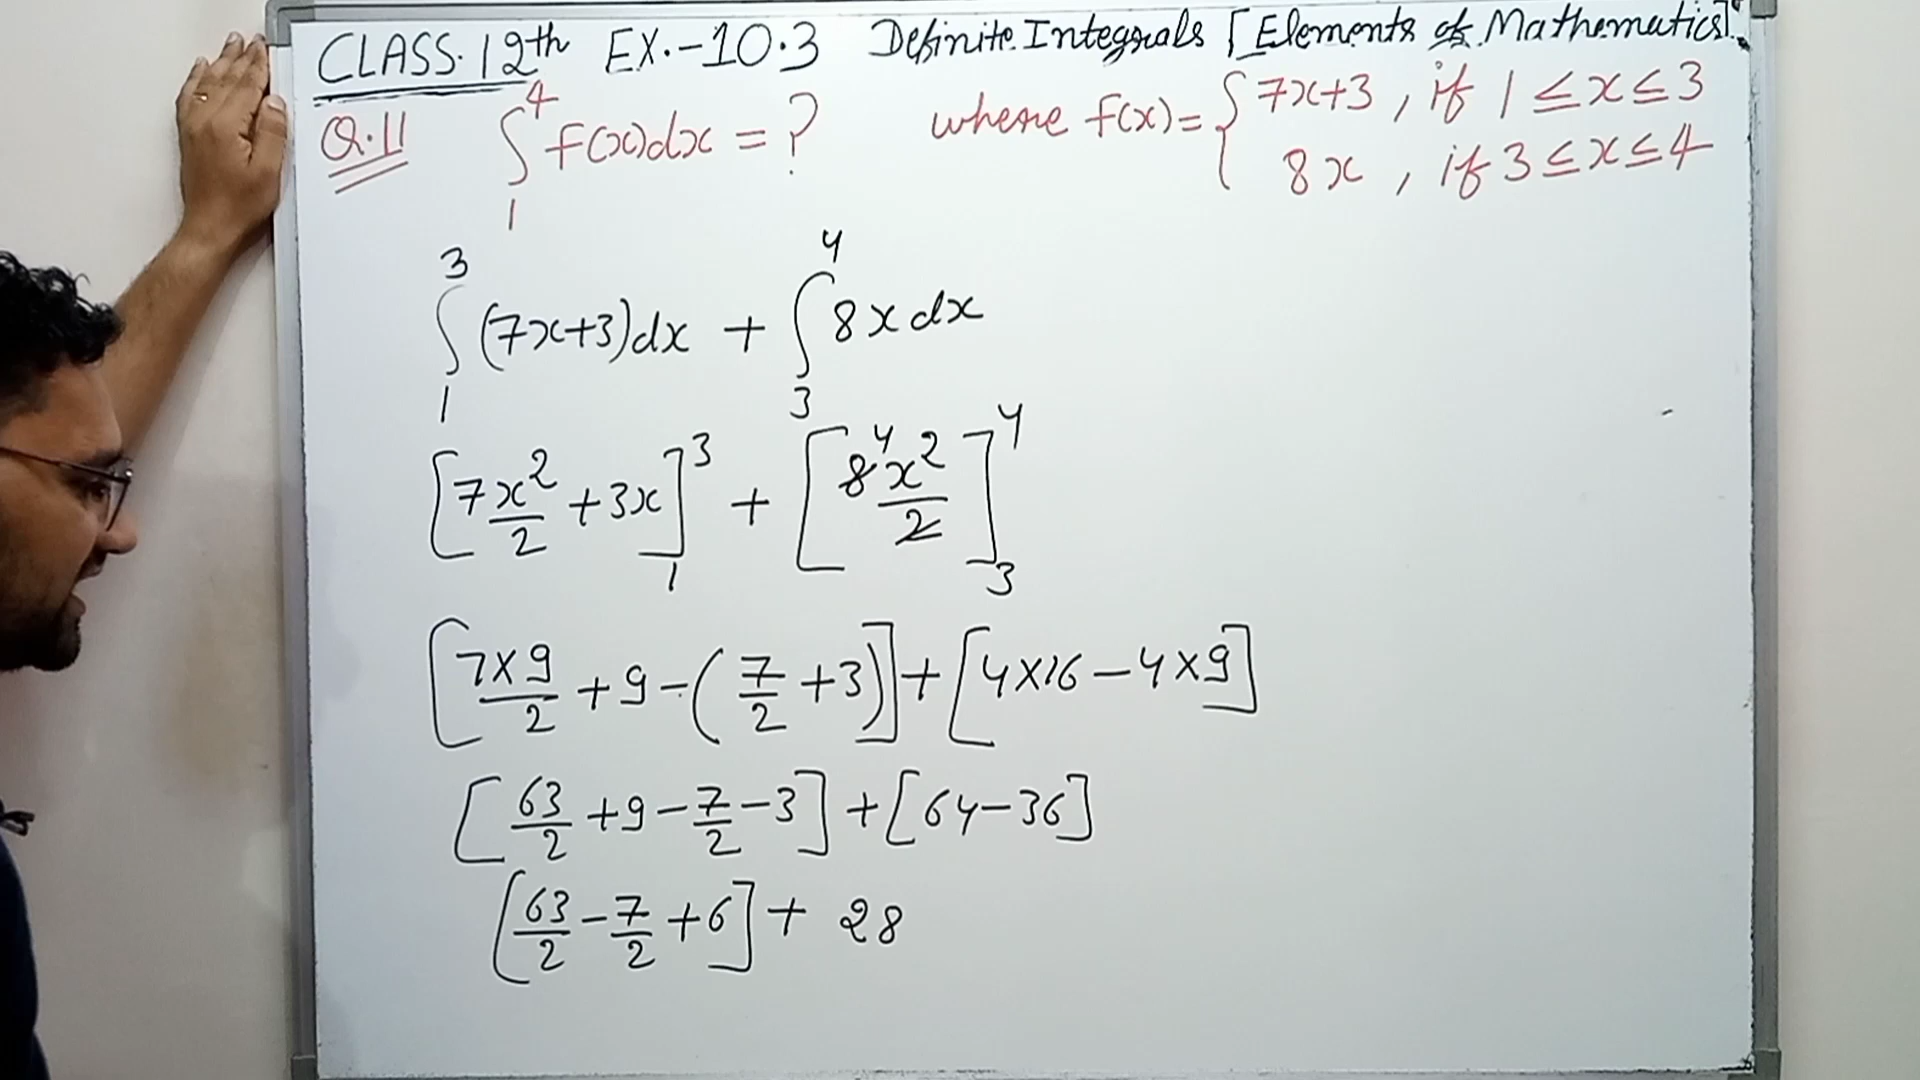 CLASS.12th EX.-10.3 Definite Integrals [Elements of Mathematics]
Q.11 ∫₁⁴ f(x)dx = ? where f(x) = { 7x+3, if 1 ≤ x ≤ 3
8x, if 3 ≤ x ≤ 4
∫₁³ (7x+3)dx + ∫₃⁴ 8x dx
[7x²/2 + 3x]₁³ + [8 4 x²/2]₃⁴
[7×9/2 + 9 - (7/2 + 3)] + [4×16 - 4×9]
[63/2 + 9 - 7/2 - 3] + [64 - 36]
[63/2 - 7/2 + 6] + 28